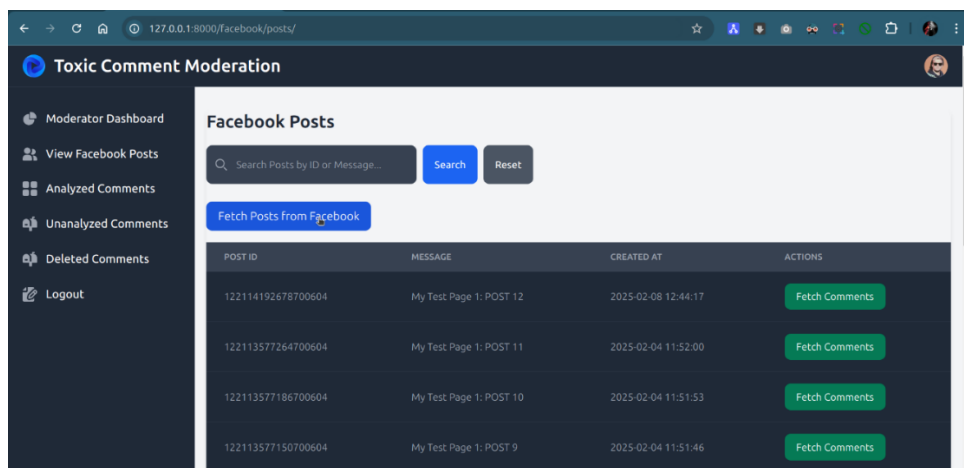 127.0.0.1:8000/facebook/posts/
Toxic Comment Moderation
Moderator Dashboard
View Facebook Posts
Analyzed Comments
Unanalyzed Comments
Deleted Comments
Logout
Facebook Posts
Search Posts by ID or Message...
Search
Reset
Fetch Posts from Facebook
POST ID MESSAGE CREATED AT ACTIONS
122114192678700604 My Test Page 1: POST 12 2025-02-08 12:44:17 Fetch Comments
122113577264700604 My Test Page 1: POST 11 2025-02-04 11:52:00 Fetch Comments
122113577186700604 My Test Page 1: POST 10 2025-02-04 11:51:53 Fetch Comments
122113577150700604 My Test Page 1: POST 9 2025-02-04 11:51:46 Fetch Comments